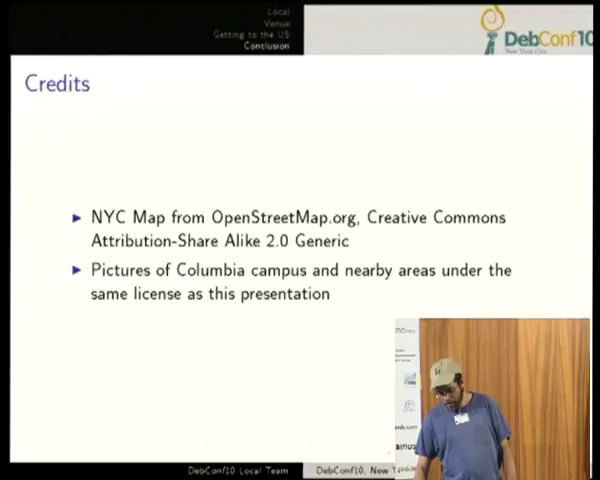 Local
Venue
Getting to the US
Conclusion
DebConf10
New York City
Credits
NYC Map from OpenStreetMap.org, Creative Commons
Attribution-Share Alike 2.0 Generic
Pictures of Columbia campus and nearby areas under the
same license as this presentation
DebConf10 Local Team
DebConf10, New
sirius